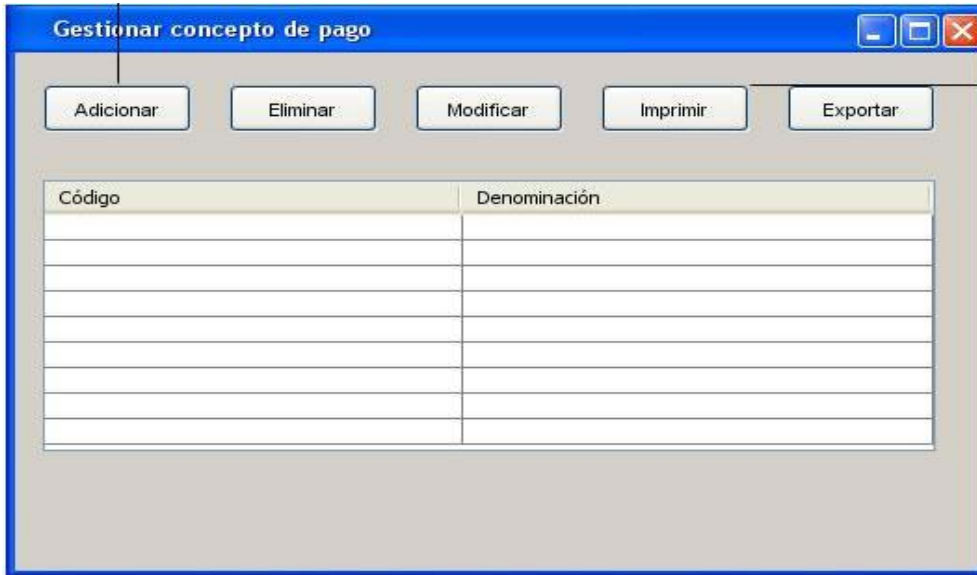 Gestionar concepto de pago
Adicionar Eliminar Modificar Imprimir Exportar
Código Denominación